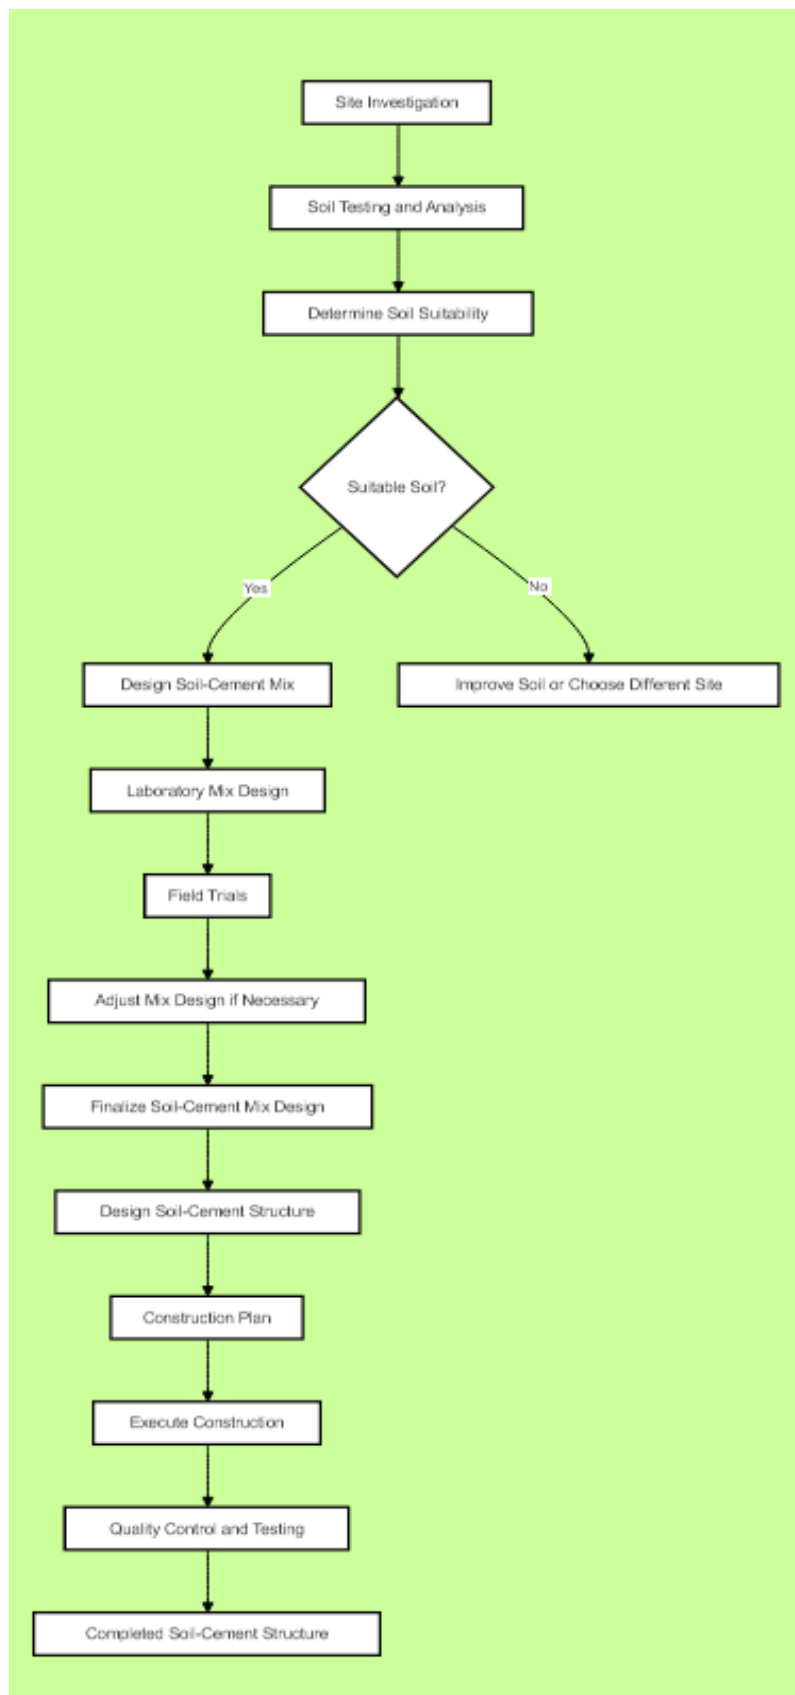 Site Investigation
Soil Testing and Analysis
Determine Soil Suitability
Suitable Soil?
Yes
No
Design Soil-Cement Mix
Improve Soil or Choose Different Site
Laboratory Mix Design
Field Trials
Adjust Mix Design if Necessary
Finalize Soil-Cement Mix Design
Design Soil-Cement Structure
Construction Plan
Execute Construction
Quality Control and Testing
Completed Soil-Cement Structure